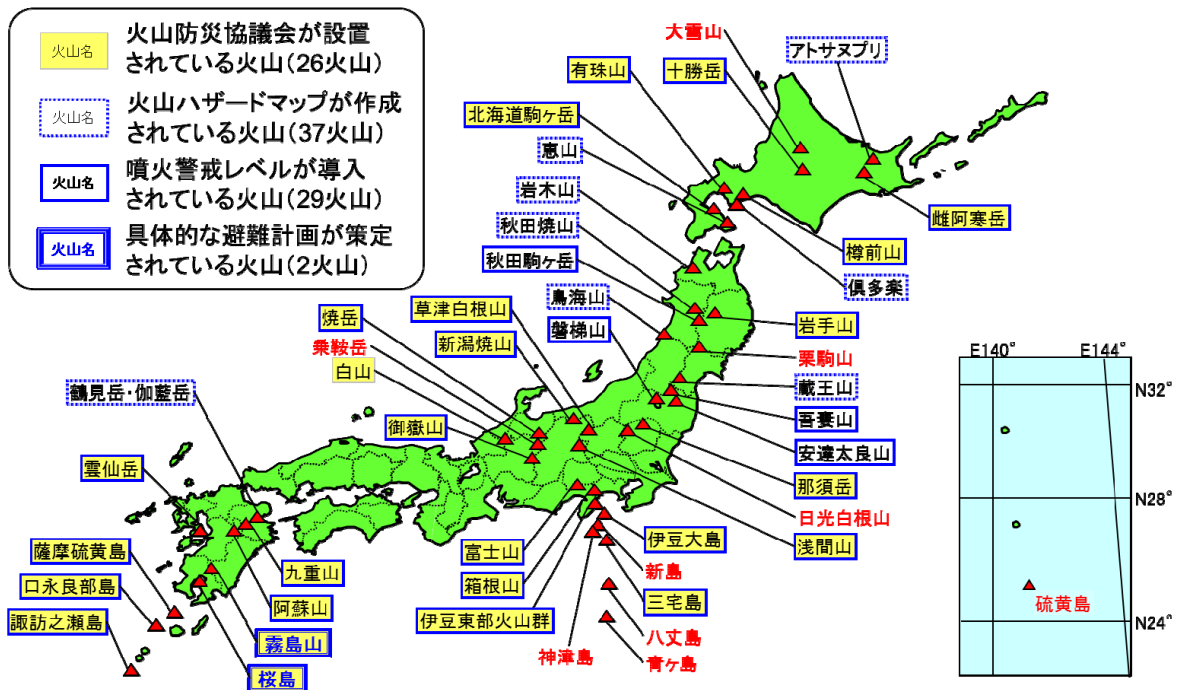 火山名
火山防災協議会が設置
されている火山(26火山)
火山名
火山ハザードマップが作成
されている火山(37火山)
火山名
噴火警戒レベルが導入
されている火山(29火山)
火山名
具体的な避難計画が策定
されている火山(2火山)
大雪山
アトサヌプリ
有珠山
十勝岳
北海道駒ヶ岳
恵山
岩木山
雌阿寒岳
秋田焼山
樽前山
秋田駒ヶ岳
倶多楽
鳥海山
草津白根山
焼岳
岩手山
磐梯山
新潟焼山
乗鞍岳
栗駒山
白山
蔵王山
鶴見岳・伽藍岳
吾妻山
御嶽山
安達太良山
雲仙岳
那須岳
日光白根山
富士山
伊豆大島
浅間山
薩摩硫黄島
九重山
新島
口永良部島
箱根山
阿蘇山
三宅島
諏訪之瀬島
伊豆東部火山群
霧島山
八丈島
神津島
青ヶ島
桜島
E140°
E144°
N32°
N28°
硫黄島
N24°